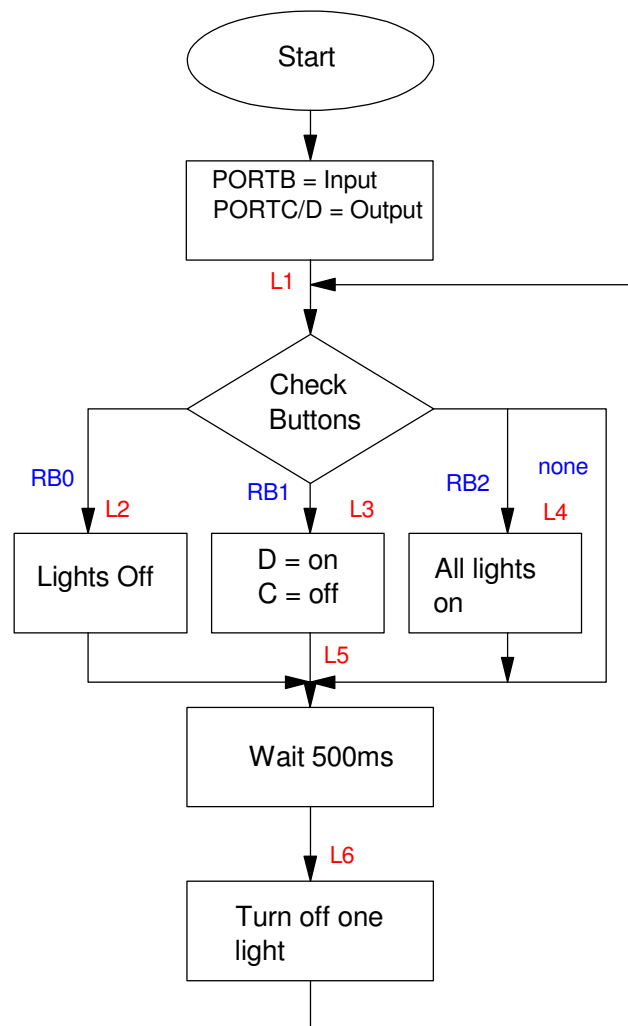 Start
PORTB = Input
PORTC/D = Output
L1
Check
Buttons
RB0
L2
RB1
L3
RB2
none
L4
Lights Off
D = on
C = off
All lights
on
L5
Wait 500ms
L6
Turn off one
light